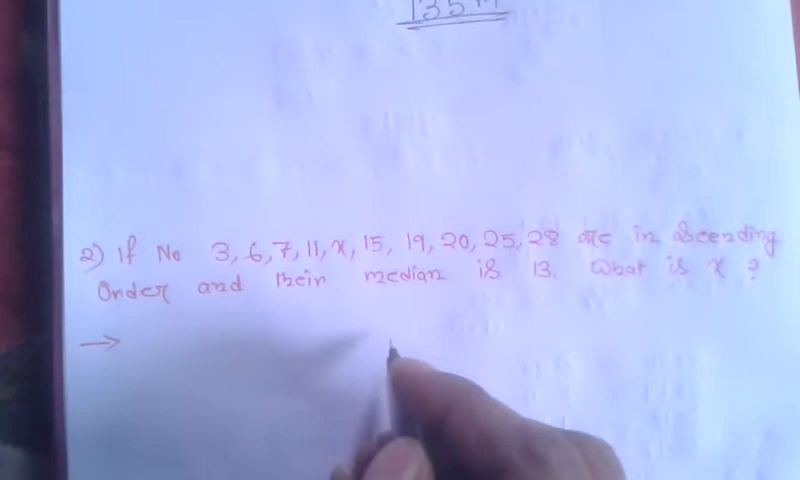 2) If No 3, 6, 7, 11, x, 15, 19, 20, 25, 28 are in ascending
Order and their median is 13. What is x ?
→